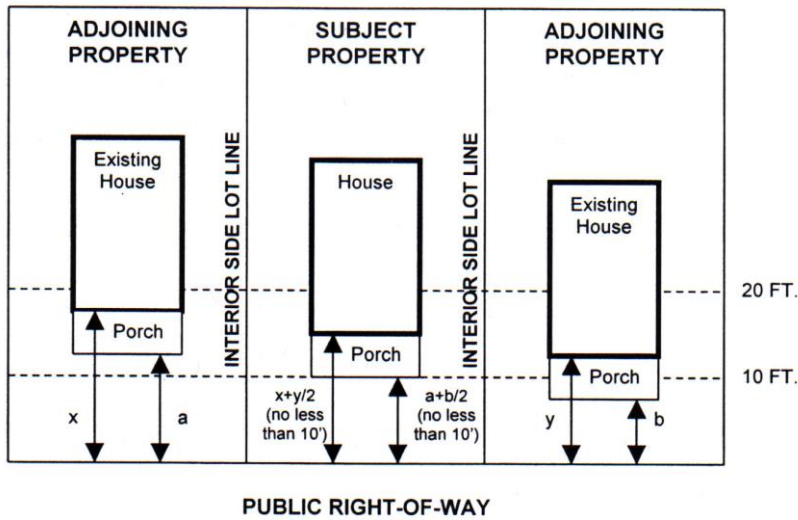 ADJOINING
PROPERTY
SUBJECT
PROPERTY
ADJOINING
PROPERTY
Existing
House
INTERIOR SIDE LOT LINE
House
INTERIOR SIDE LOT LINE
Existing
House
20 FT.
Porch
Porch
Porch
10 FT.
x
a
x+y/2
(no less
than 10')
a+b/2
(no less
than 10')
y
b
PUBLIC RIGHT-OF-WAY